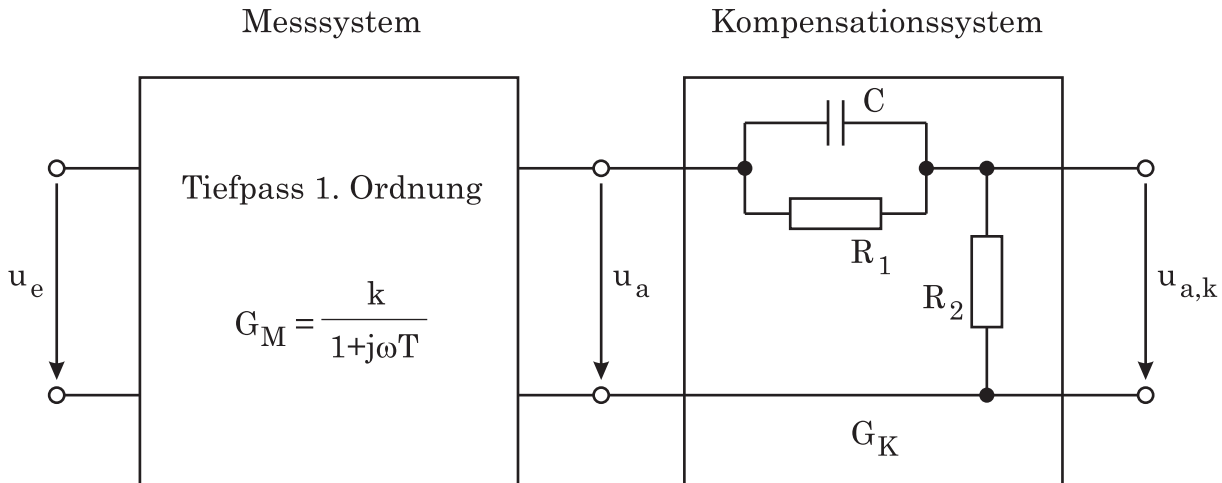 Messsystem
Kompensationssystem
Tiefpass 1. Ordnung
G_M = k / 1+jωT
u_e
u_a
C
R_1
R_2
u_a,k
G_K